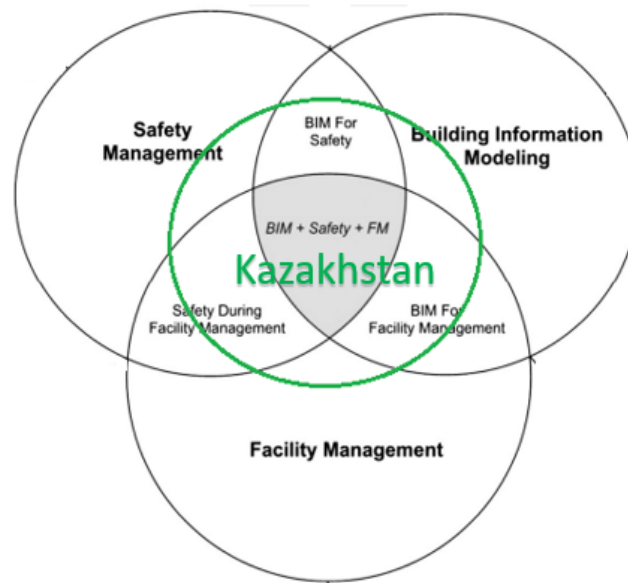 BIM For
Safety
Safety
Management
Building Information
Modeling
BIM + Safety + FM
Kazakhstan
Safety During
Facility Management
BIM For
Facility Management
Facility Management